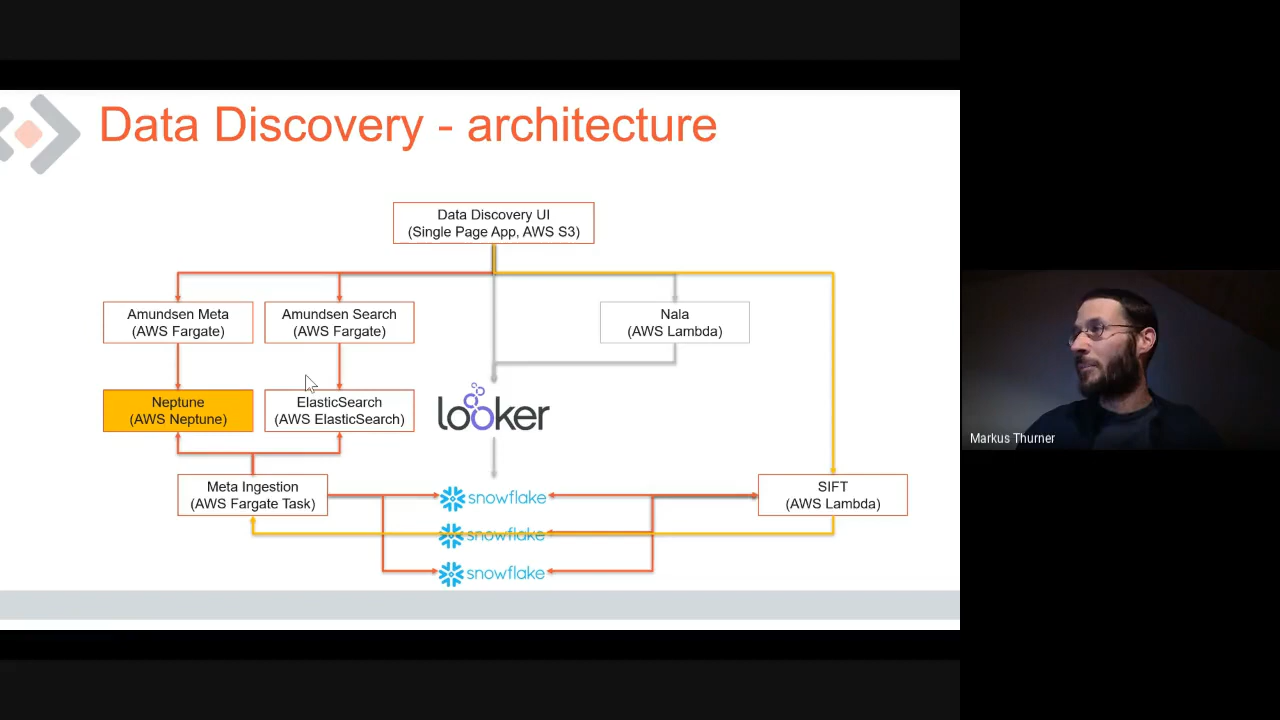 Data Discovery - architecture
Data Discovery UI
(Single Page App, AWS S3)
Amundsen Meta
(AWS Fargate)
Amundsen Search
(AWS Fargate)
Nala
(AWS Lambda)
Neptune
(AWS Neptune)
ElasticSearch
(AWS ElasticSearch)
looker
Meta Ingestion
(AWS Fargate Task)
snowflake
snowflake
snowflake
SIFT
(AWS Lambda)
Markus Thurner